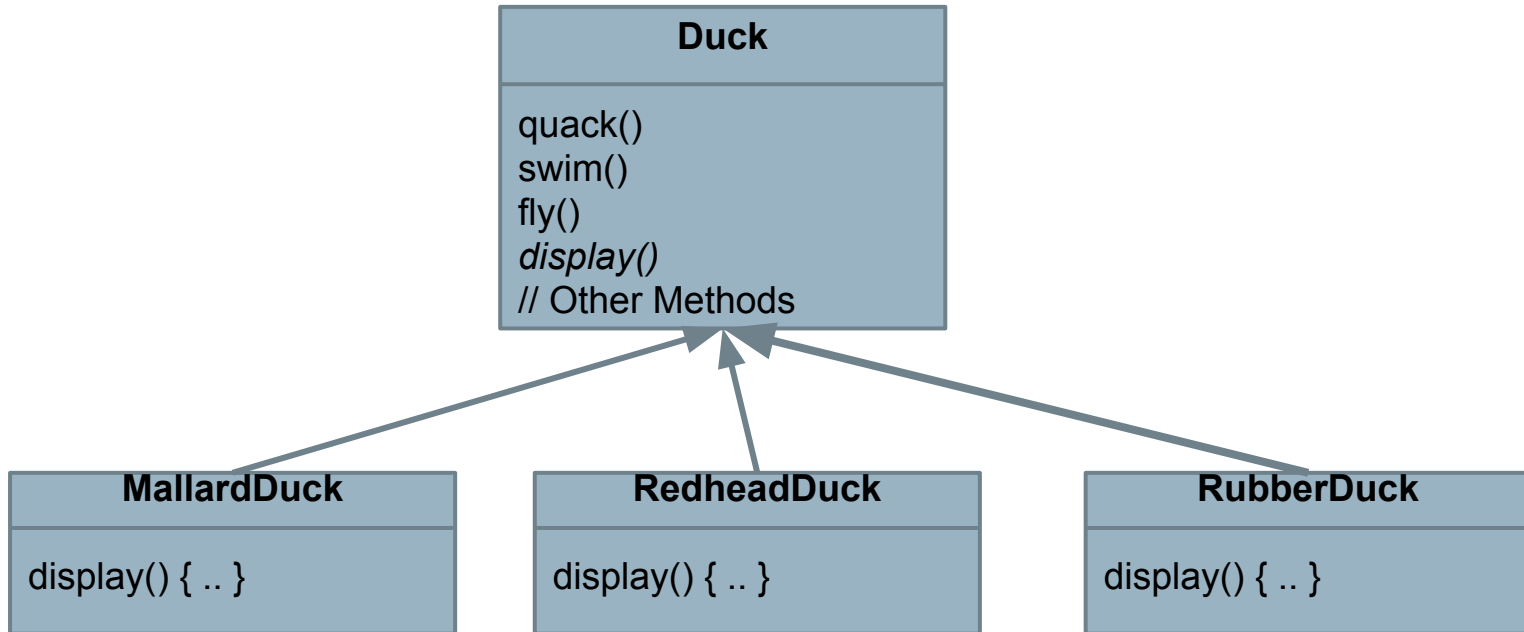 Duck
quack()
swim()
fly()
display()
// Other Methods
MallardDuck
display() { .. }
RedheadDuck
display() { .. }
RubberDuck
display() { .. }